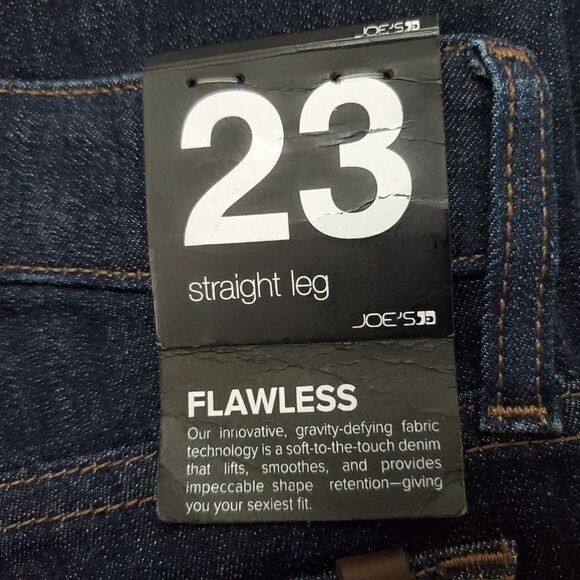 JOE'S
23
straight leg
JOE'S
FLAWLESS
Our innovative, gravity-defying fabric
technology is a soft-to-the-touch denim
that lifts, smoothes, and provides
impeccable shape retention—giving
you your sexiest fit.